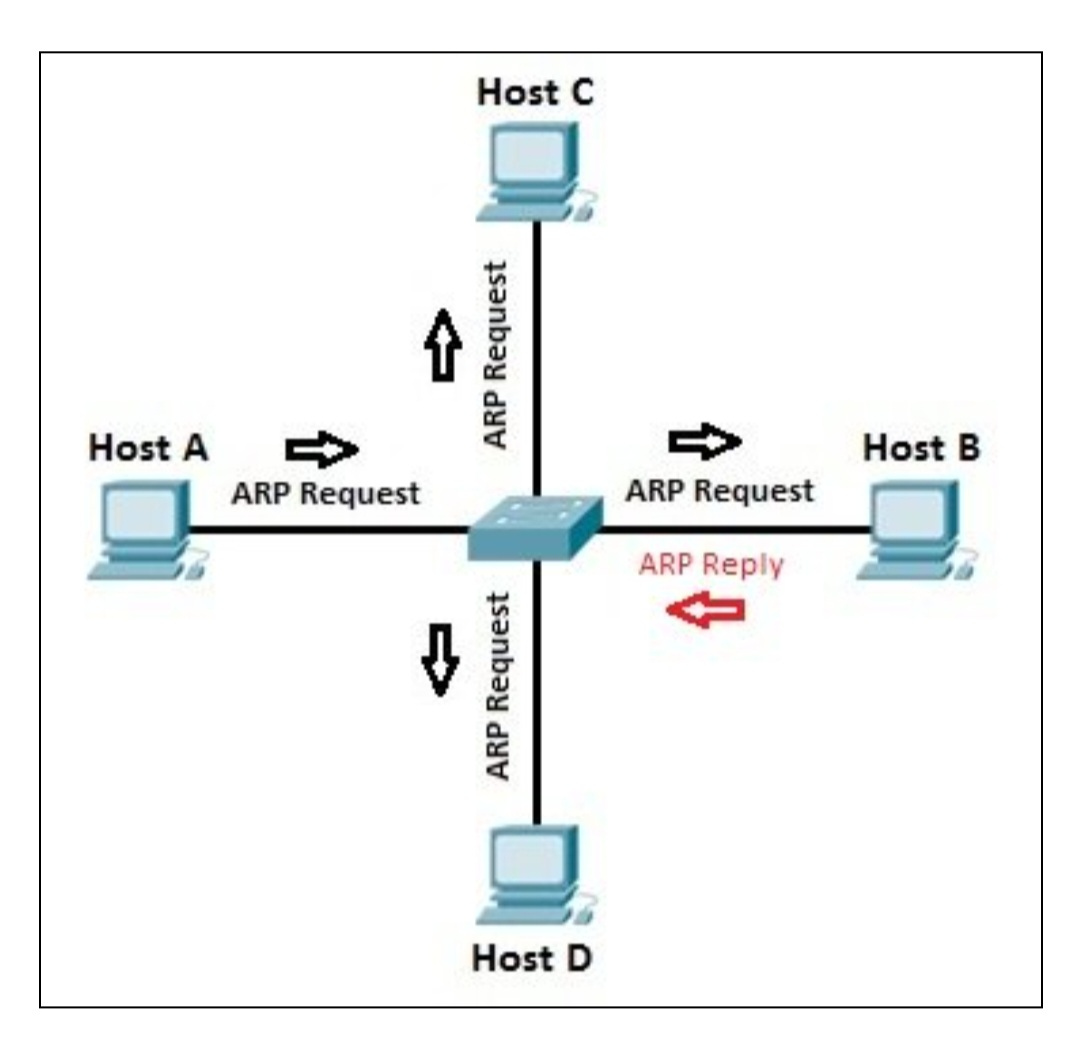 Host C
ARP Request
Host A
ARP Request
ARP Request
Host B
ARP Reply
ARP Request
Host D